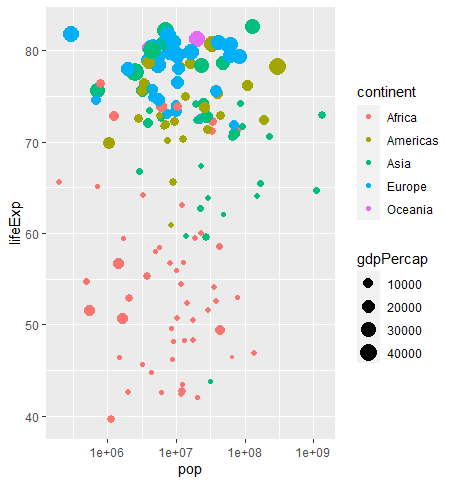 80
70
60
50
40
lifeExp
1e+06 1e+07 1e+08 1e+09
pop
continent
Africa
Americas
Asia
Europe
Oceania
gdpPercap
10000
20000
30000
40000